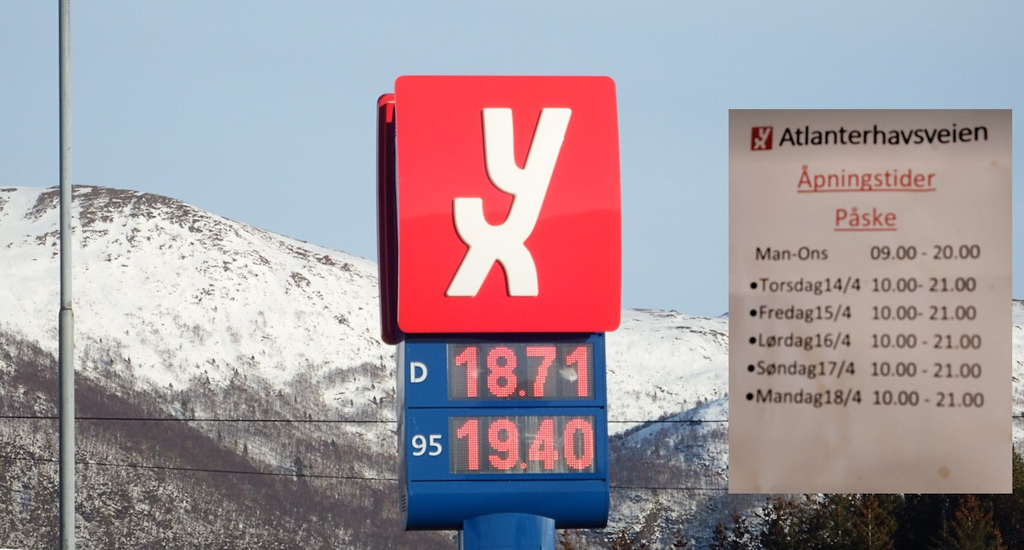 yx
D 18.71
95 19.40
yx Atlanterhavsveien
Åpningstider
Påske
Man-Ons 09.00 - 20.00
•Torsdag14/4 10.00- 21.00
•Fredag15/4 10.00- 21.00
•Lørdag16/4 10.00 - 21.00
•Søndag17/4 10.00 - 21.00
•Mandag18/4 10.00 - 21.00